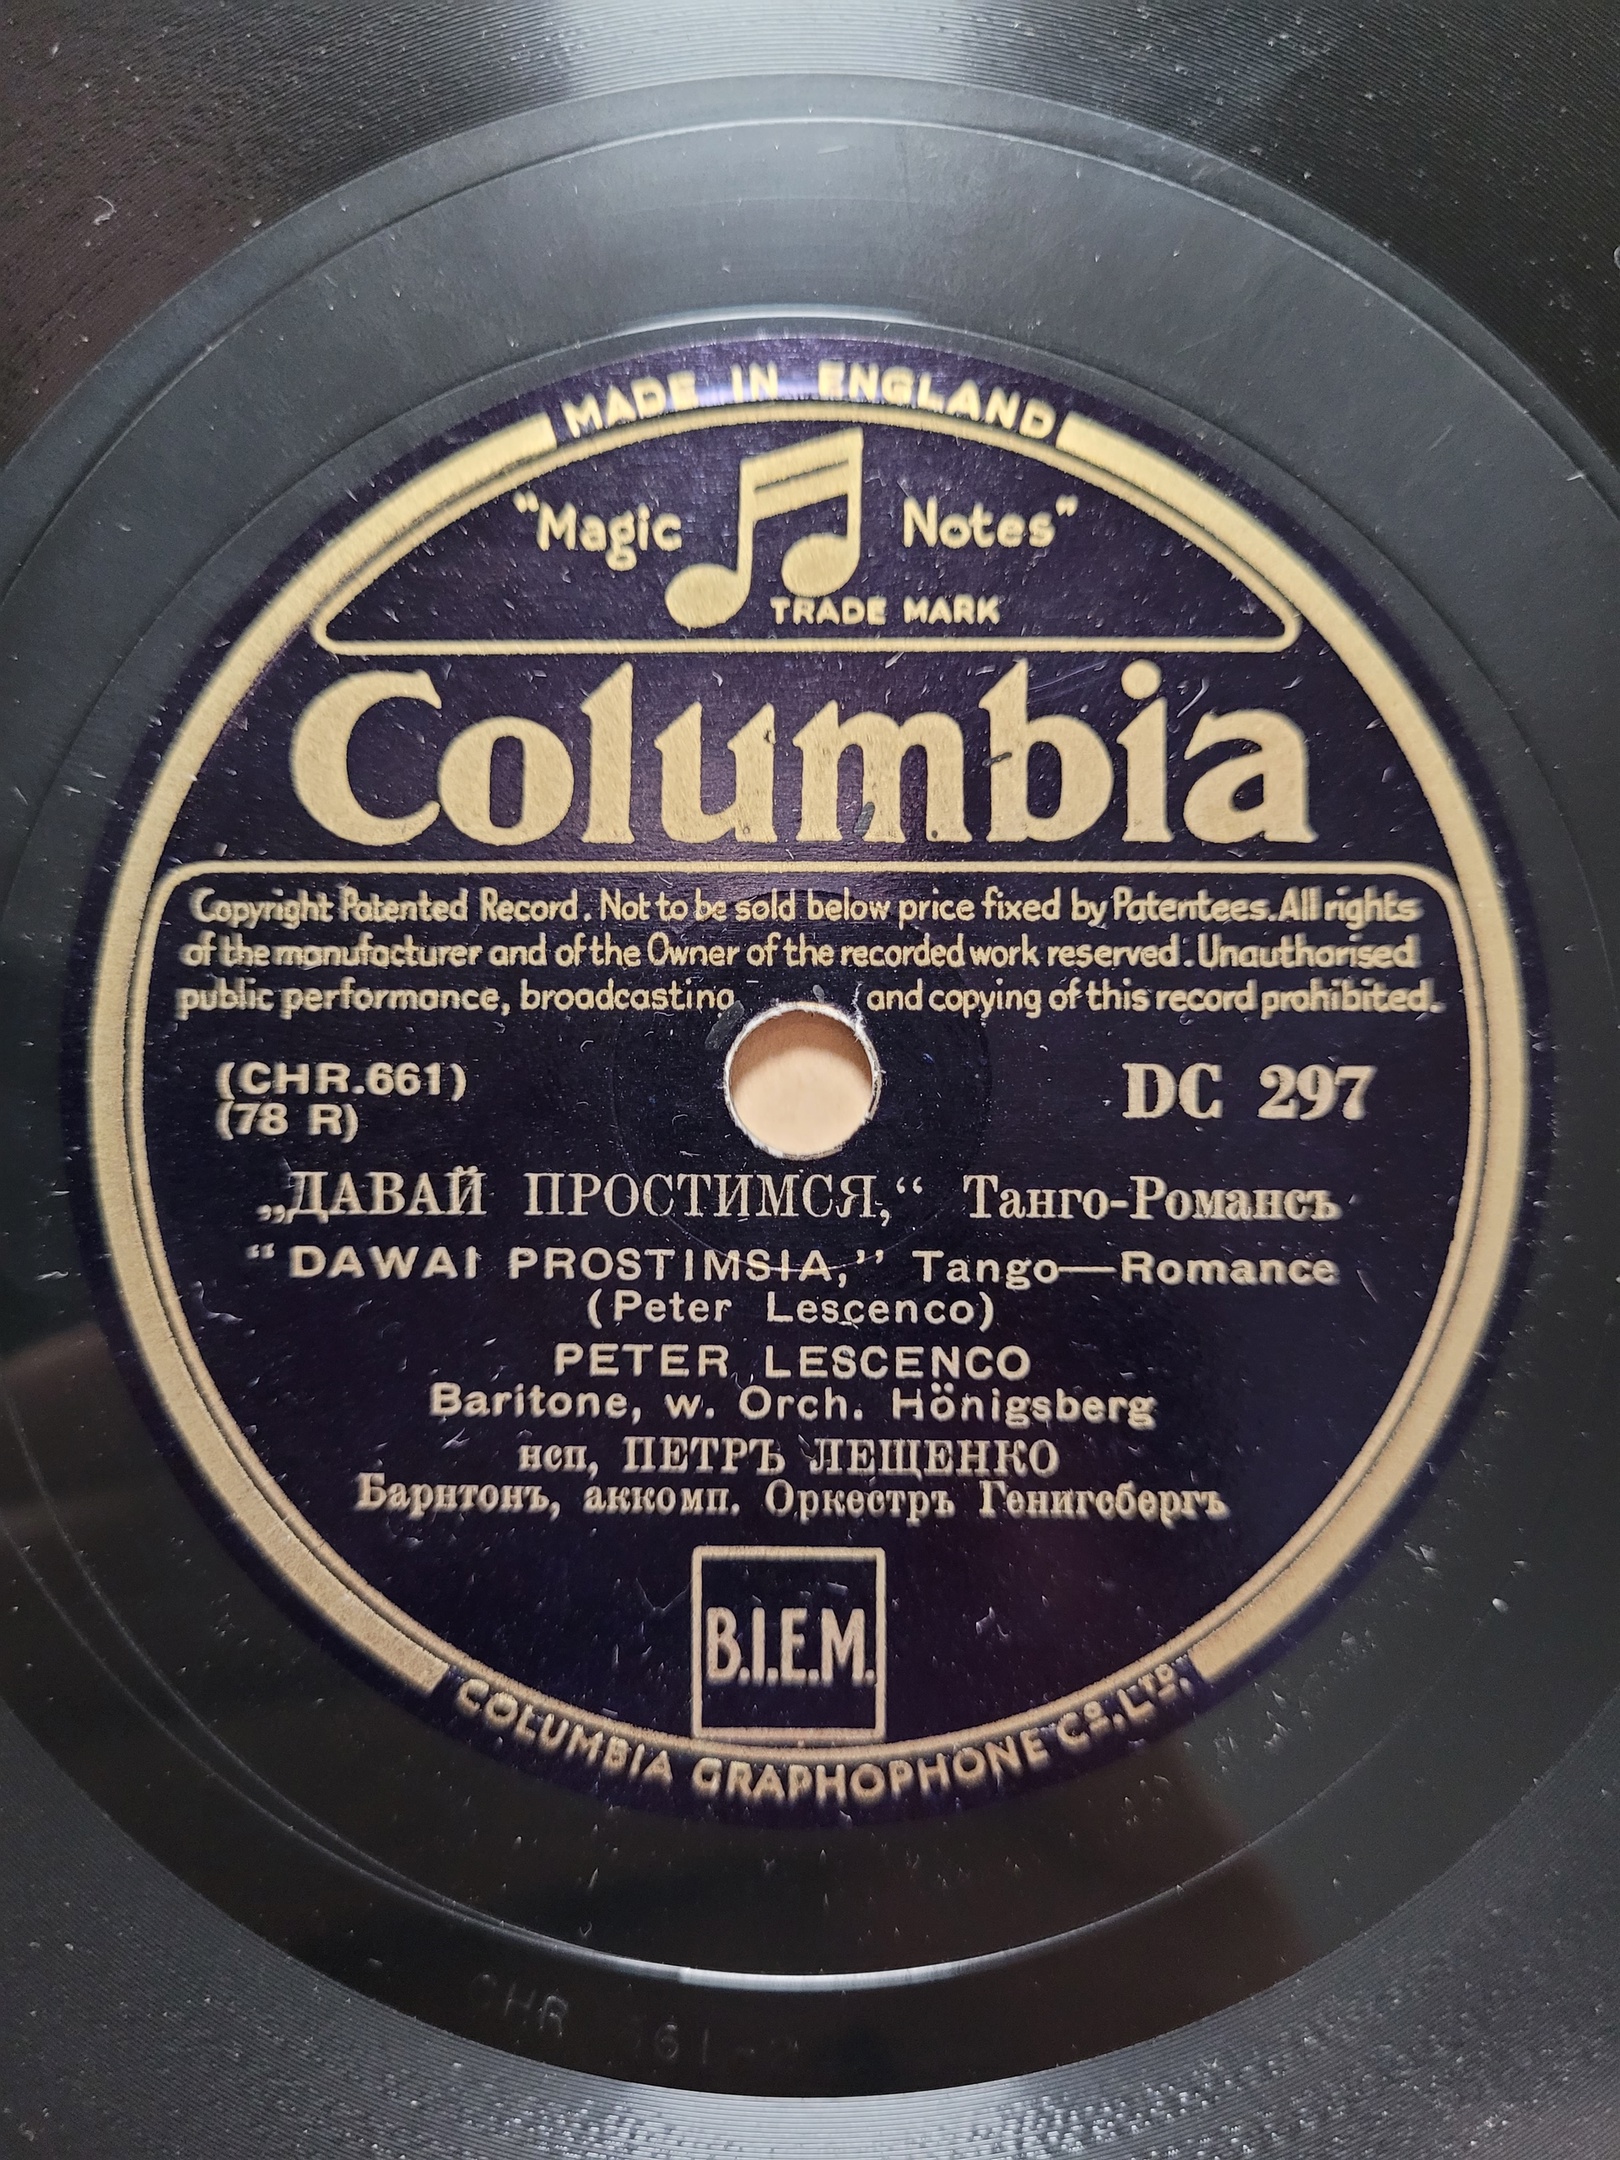 MADE IN ENGLAND
"Magic Notes"
TRADE MARK
Columbia
Copyright Patented Record. Not to be sold below price fixed by Patentees. All rights
of the manufacturer and of the Owner of the recorded work reserved. Unauthorised
public performance, broadcasting and copying of this record prohibited.
(CHR.661)
(78 R)
DC 297
„ДАВАЙ ПРОСТИМСЯ,“ Танго-Романсъ
“DAWAI PROSTIMSIA,” Tango—Romance
(Peter Lescenco)
PETER LESCENCO
Baritone, w. Orch. Hönigsberg
нсп, ПЕТРЪ ЛЕЩЕНКО
Барнтонъ, аккомп. Оркестръ Генигсбергъ
B.I.E.M.
COLUMBIA GRAPHOPHONE Co. LTD.
CHR